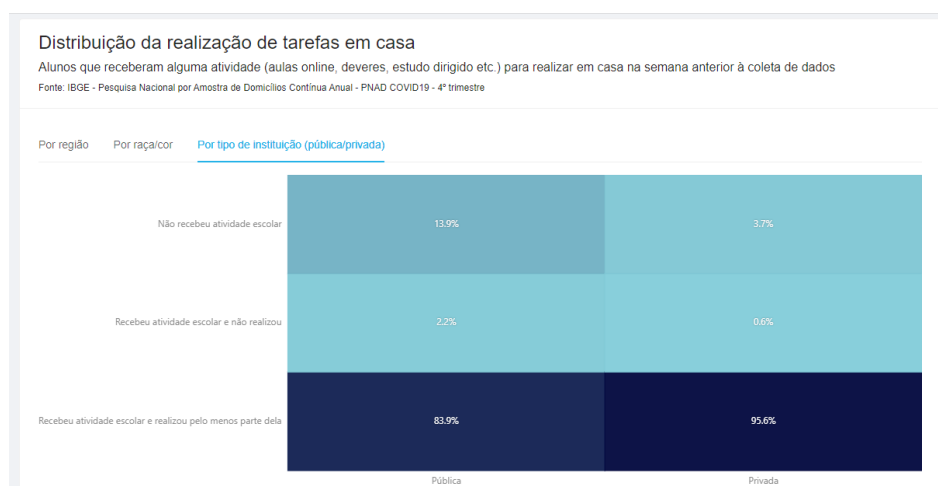 Distribuição da realização de tarefas em casa
Alunos que receberam alguma atividade (aulas online, deveres, estudo dirigido etc.) para realizar em casa na semana anterior à coleta de dados
Fonte: IBGE - Pesquisa Nacional por Amostra de Domicílios Contínua Anual - PNAD COVID19 - 4º trimestre
Por região Por raça/cor Por tipo de instituição (pública/privada)
Não recebeu atividade escolar 13.9% 3.7%
Recebeu atividade escolar e não realizou 2.2% 0.6%
Recebeu atividade escolar e realizou pelo menos parte dela 83.9% 95.6%
Pública Privada